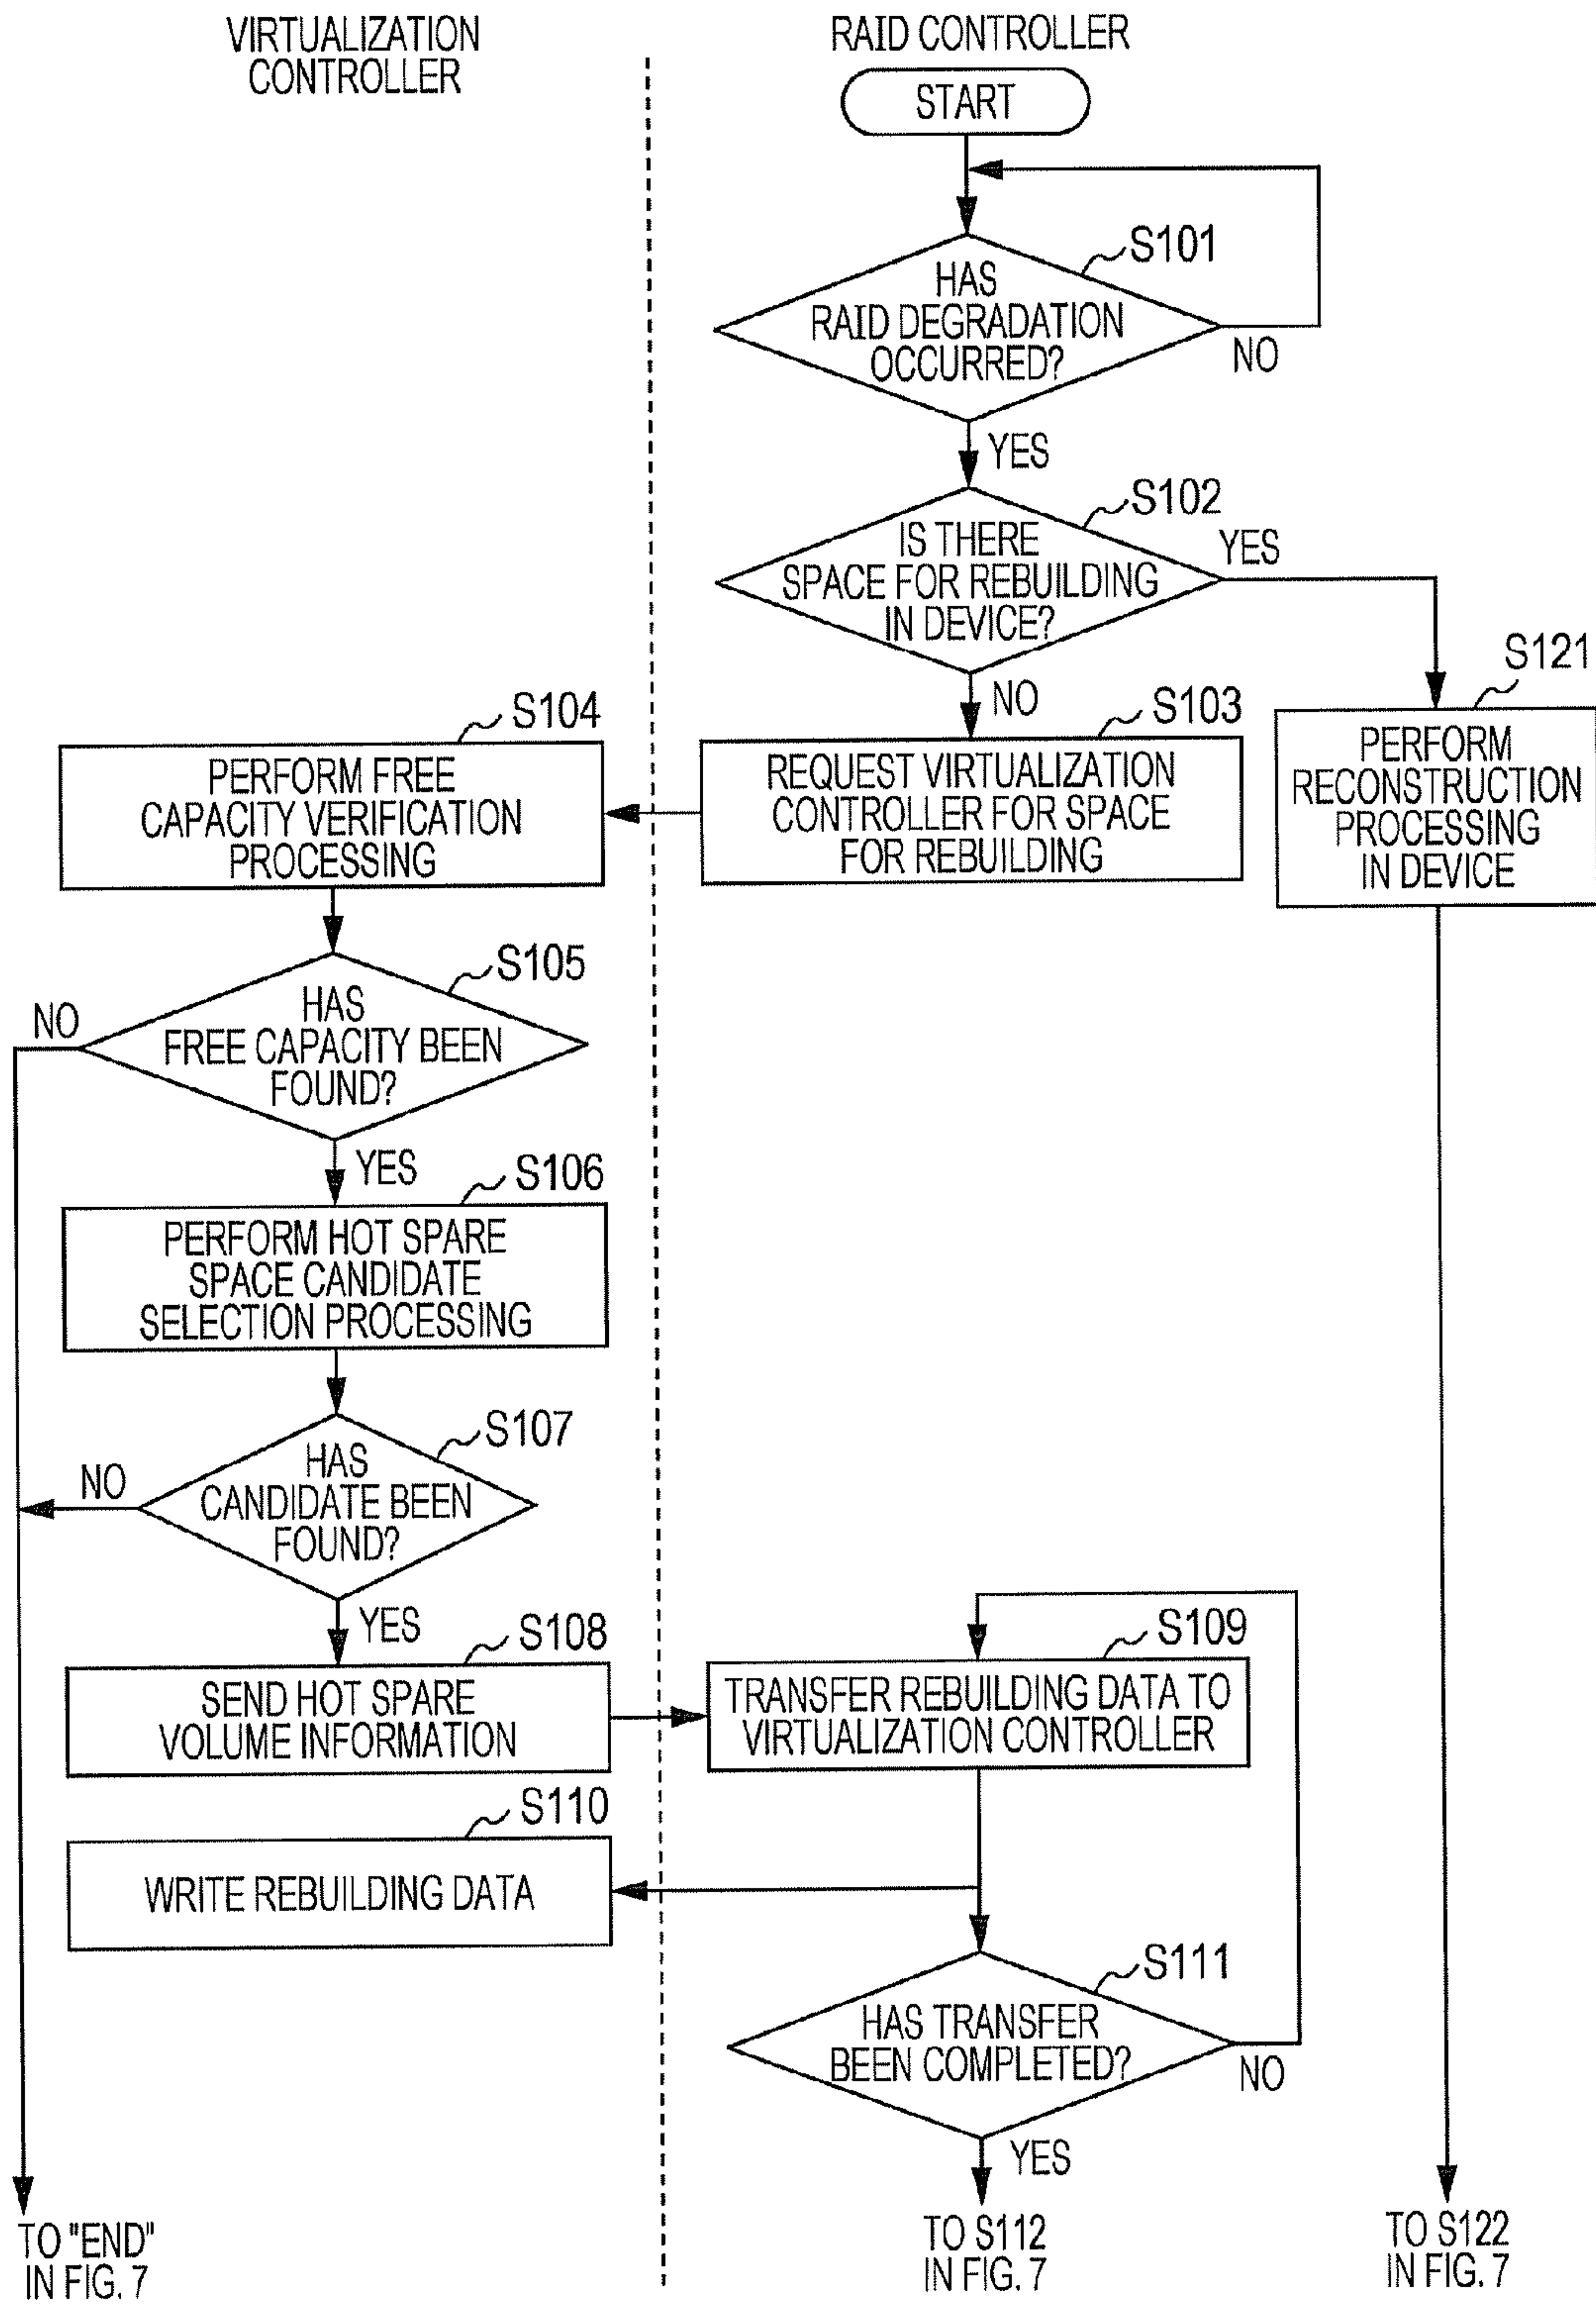 VIRTUALIZATION
CONTROLLER
RAID CONTROLLER
START
S101
HAS
RAID DEGRADATION
OCCURRED?
NO
YES
S102
IS THERE
SPACE FOR REBUILDING
IN DEVICE?
YES
NO
S121
PERFORM
RECONSTRUCTION
PROCESSING
IN DEVICE
S103
REQUEST VIRTUALIZATION
CONTROLLER FOR SPACE
FOR REBUILDING
S104
PERFORM FREE
CAPACITY VERIFICATION
PROCESSING
S105
HAS
FREE CAPACITY BEEN
FOUND?
NO
YES
S106
PERFORM HOT SPARE
SPACE CANDIDATE
SELECTION PROCESSING
S107
HAS
CANDIDATE BEEN
FOUND?
NO
YES
S108
SEND HOT SPARE
VOLUME INFORMATION
S109
TRANSFER REBUILDING DATA TO
VIRTUALIZATION CONTROLLER
S110
WRITE REBUILDING DATA
S111
HAS TRANSFER
BEEN COMPLETED?
NO
YES
TO "END"
IN FIG. 7
TO S112
IN FIG. 7
TO S122
IN FIG. 7